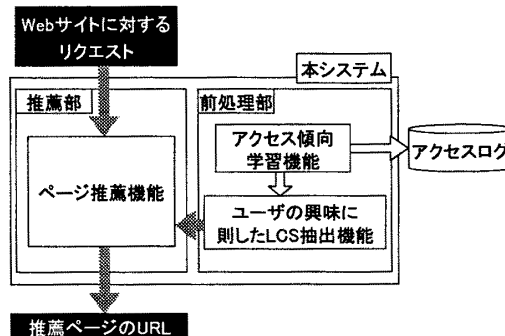 Webサイトに対する
リクエスト
本システム
推薦部
前処理部
アクセス傾向
学習機能
アクセスログ
ページ推薦機能
ユーザの興味に
則したLCS抽出機能
推薦ページのURL